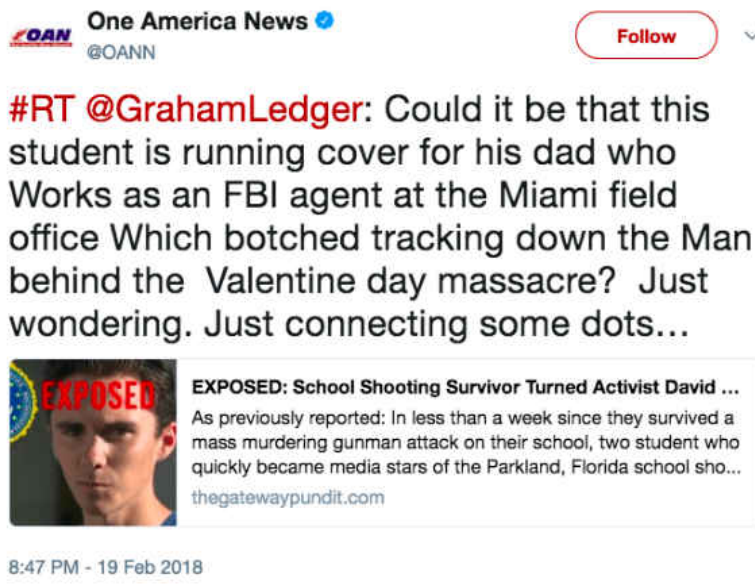 OAN
One America News
@OANN
Follow
#RT @GrahamLedger: Could it be that this
student is running cover for his dad who
Works as an FBI agent at the Miami field
office Which botched tracking down the Man
behind the Valentine day massacre? Just
wondering. Just connecting some dots...
EXPOSED
EXPOSED: School Shooting Survivor Turned Activist David ...
As previously reported: In less than a week since they survived a
mass murdering gunman attack on their school, two student who
quickly became media stars of the Parkland, Florida school sho...
thegatewaypundit.com
8:47 PM - 19 Feb 2018